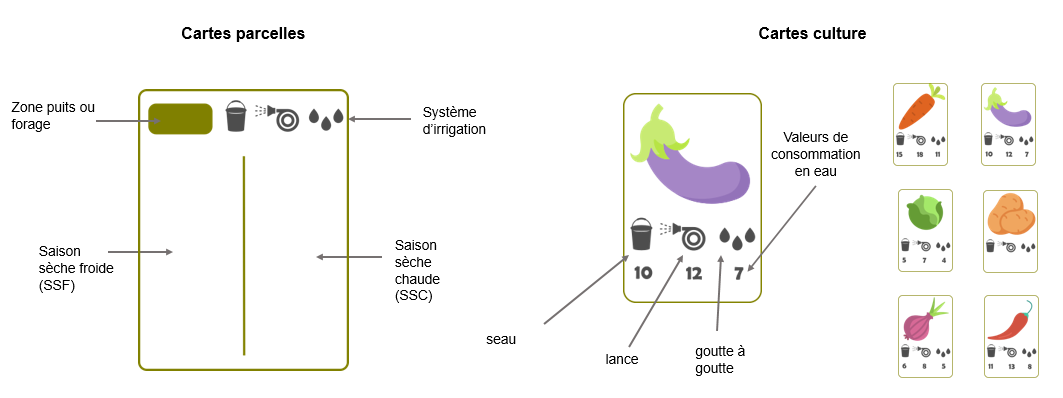 Cartes parcelles
Zone puits ou
forage
Système
d'irrigation
Saison
sèche froide
(SSF)
Saison
sèche
chaude
(SSC)
Cartes culture
Valeurs de
consommation
en eau
10 12 7
seau
lance
goutte à
goutte
15 18 11
10 12 7
5 7 4
6 8 5
11 13 8